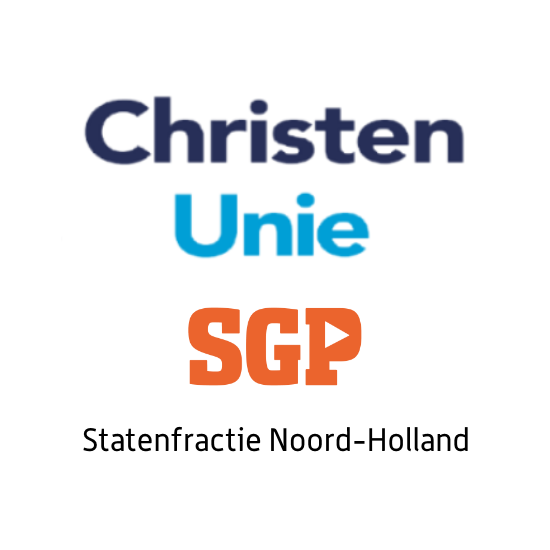 Christen
Unie
SGP
Statenfractie Noord-Holland